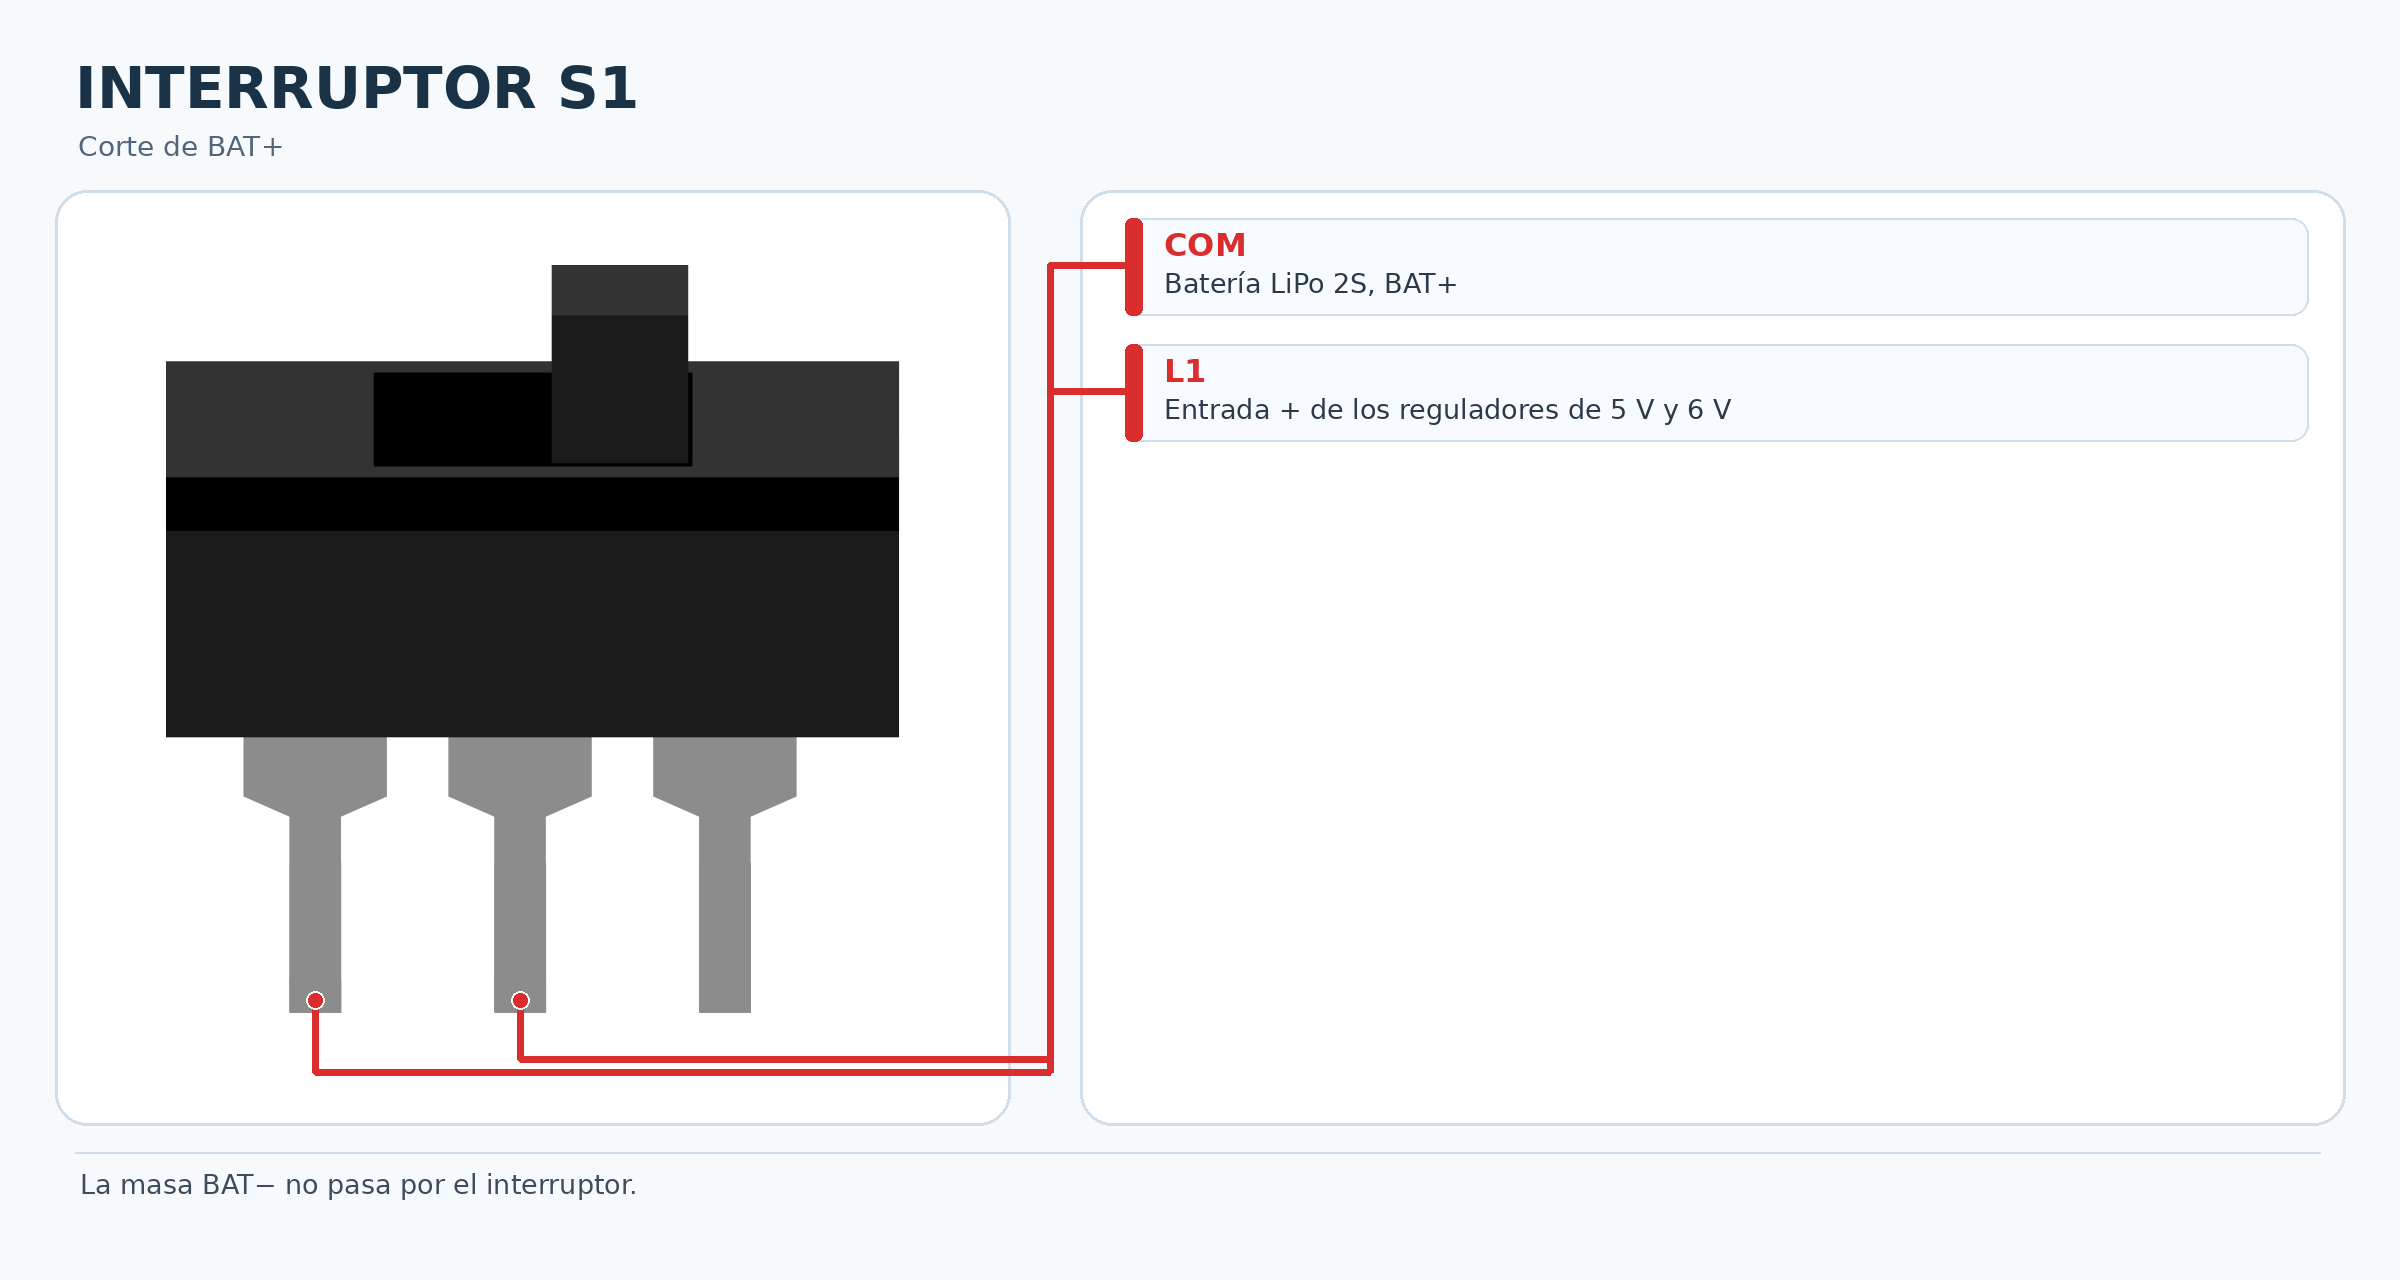 INTERRUPTOR S1
Corte de BAT+
COM
Batería LiPo 2S, BAT+
L1
Entrada + de los reguladores de 5 V y 6 V
La masa BAT− no pasa por el interruptor.